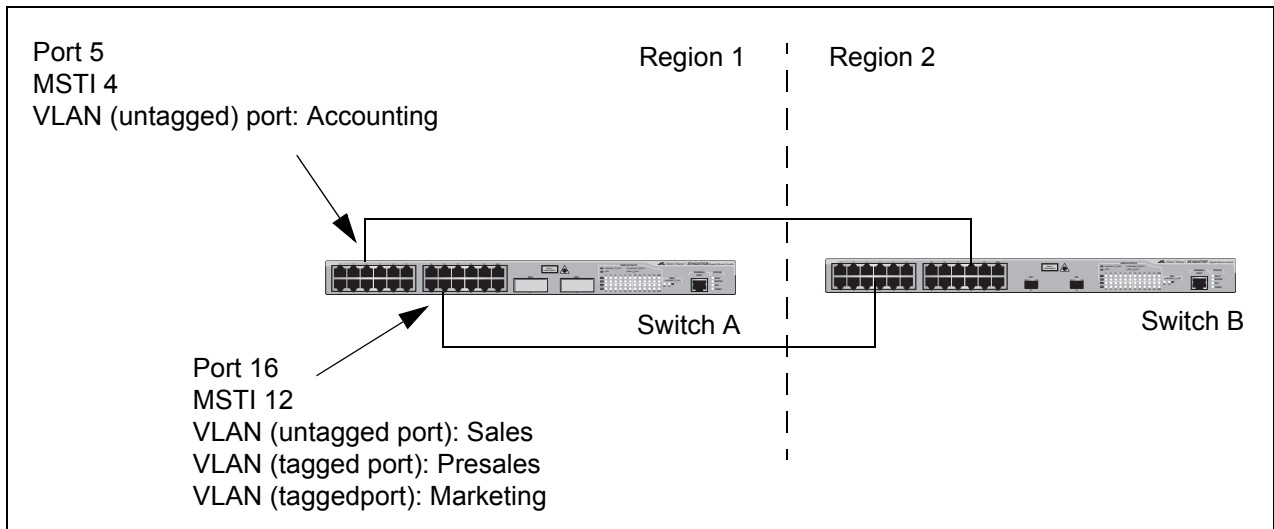 Port 5
MSTI 4
VLAN (untagged) port: Accounting
Region 1
Region 2
Switch A
Switch B
Port 16
MSTI 12
VLAN (untagged port): Sales
VLAN (tagged port): Presales
VLAN (taggedport): Marketing